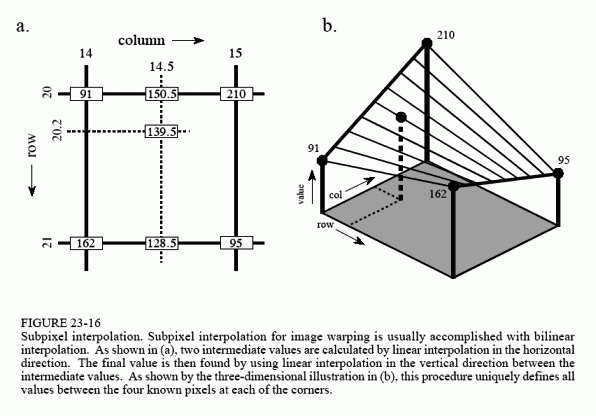 a.
column
14
15
14.5
20
91
150.5
210
20.2
139.5
row
21
162
128.5
95
b.
210
91
95
162
value
col
row
FIGURE 23-16
Subpixel interpolation. Subpixel interpolation for image warping is usually accomplished with bilinear
interpolation. As shown in (a), two intermediate values are calculated by linear interpolation in the horizontal
direction. The final value is then found by using linear interpolation in the vertical direction between the
intermediate values. As shown by the three-dimensional illustration in (b), this procedure uniquely defines all
values between the four known pixels at each of the corners.